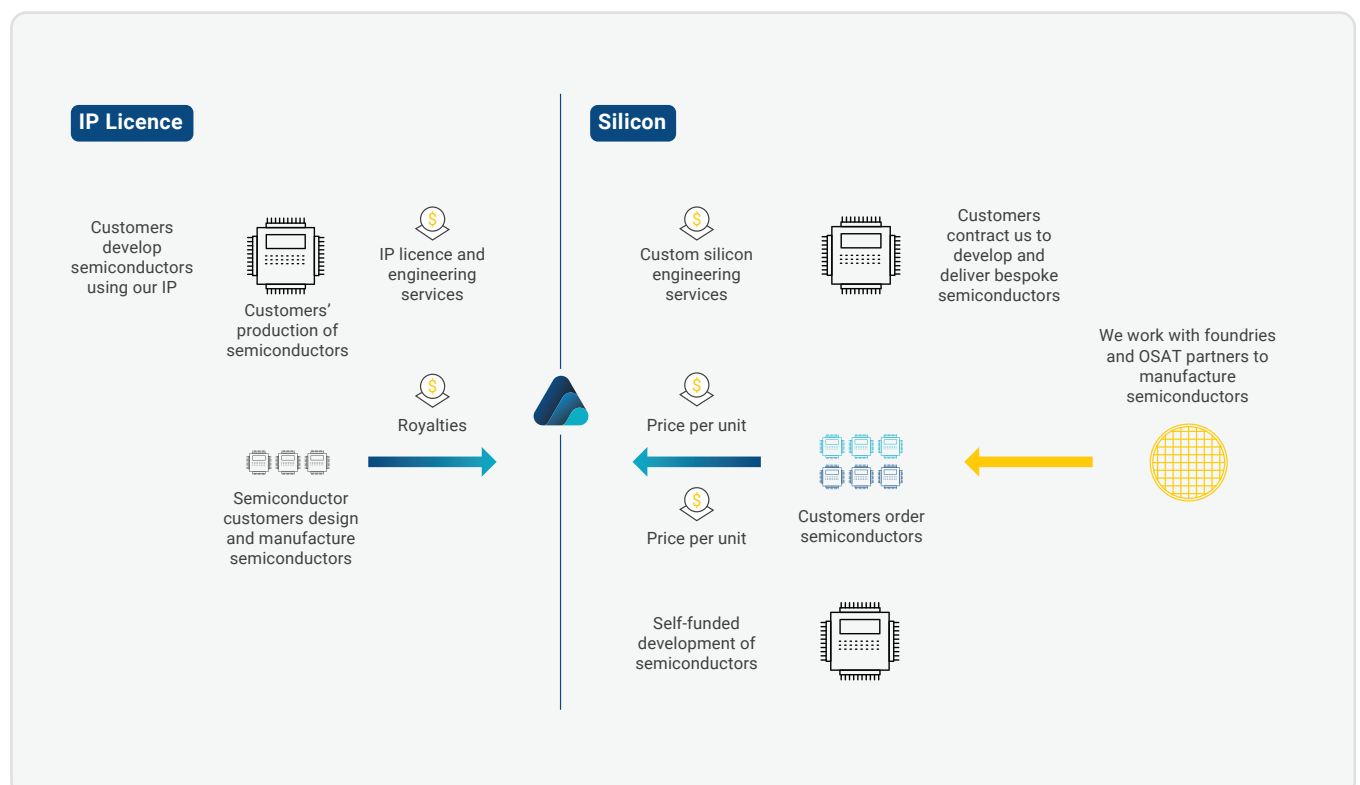 IP Licence
Customers
develop
semiconductors
using our IP
Customers’
production of
semiconductors
$
IP licence and
engineering
services
$
Royalties
Semiconductor
customers design
and manufacture
semiconductors
Silicon
$
Custom silicon
engineering
services
Customers
contract us to
develop and
deliver bespoke
semiconductors
We work with foundries
and OSAT partners to
manufacture
semiconductors
$
Price per unit
$
Price per unit
Customers order
semiconductors
Self-funded
development of
semiconductors